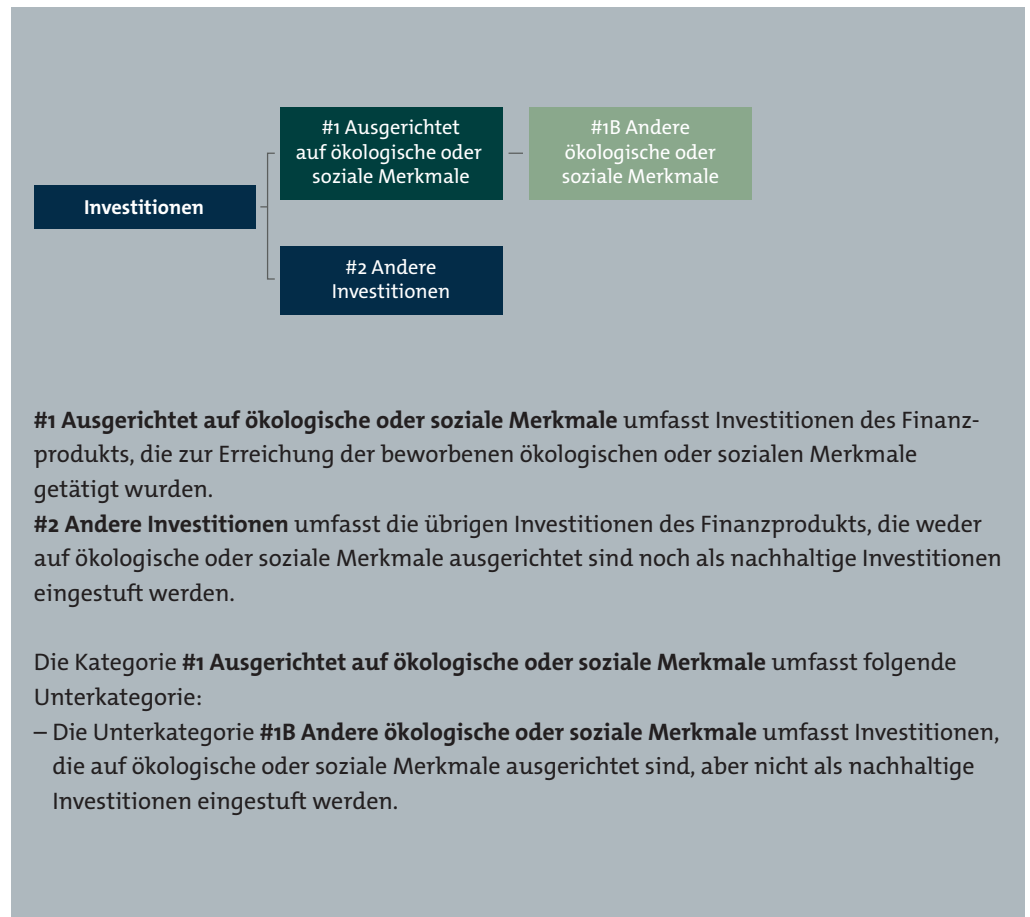 #1 Ausgerichtet
auf ökologische oder
soziale Merkmale
#1B Andere
ökologische oder
soziale Merkmale
Investitionen
#2 Andere
Investitionen
#1 Ausgerichtet auf ökologische oder soziale Merkmale umfasst Investitionen des Finanz-
produkts, die zur Erreichung der beworbenen ökologischen oder sozialen Merkmale
getätigt wurden.
#2 Andere Investitionen umfasst die übrigen Investitionen des Finanzprodukts, die weder
auf ökologische oder soziale Merkmale ausgerichtet sind noch als nachhaltige Investitionen
eingestuft werden.
Die Kategorie #1 Ausgerichtet auf ökologische oder soziale Merkmale umfasst folgende
Unterkategorie:
– Die Unterkategorie #1B Andere ökologische oder soziale Merkmale umfasst Investitionen,
die auf ökologische oder soziale Merkmale ausgerichtet sind, aber nicht als nachhaltige
Investitionen eingestuft werden.